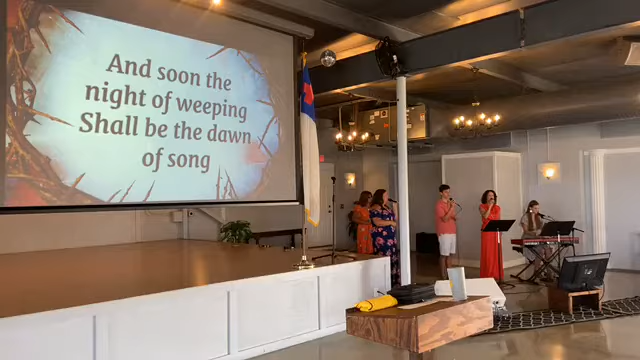 And soon the
night of weeping
Shall be the dawn
of song